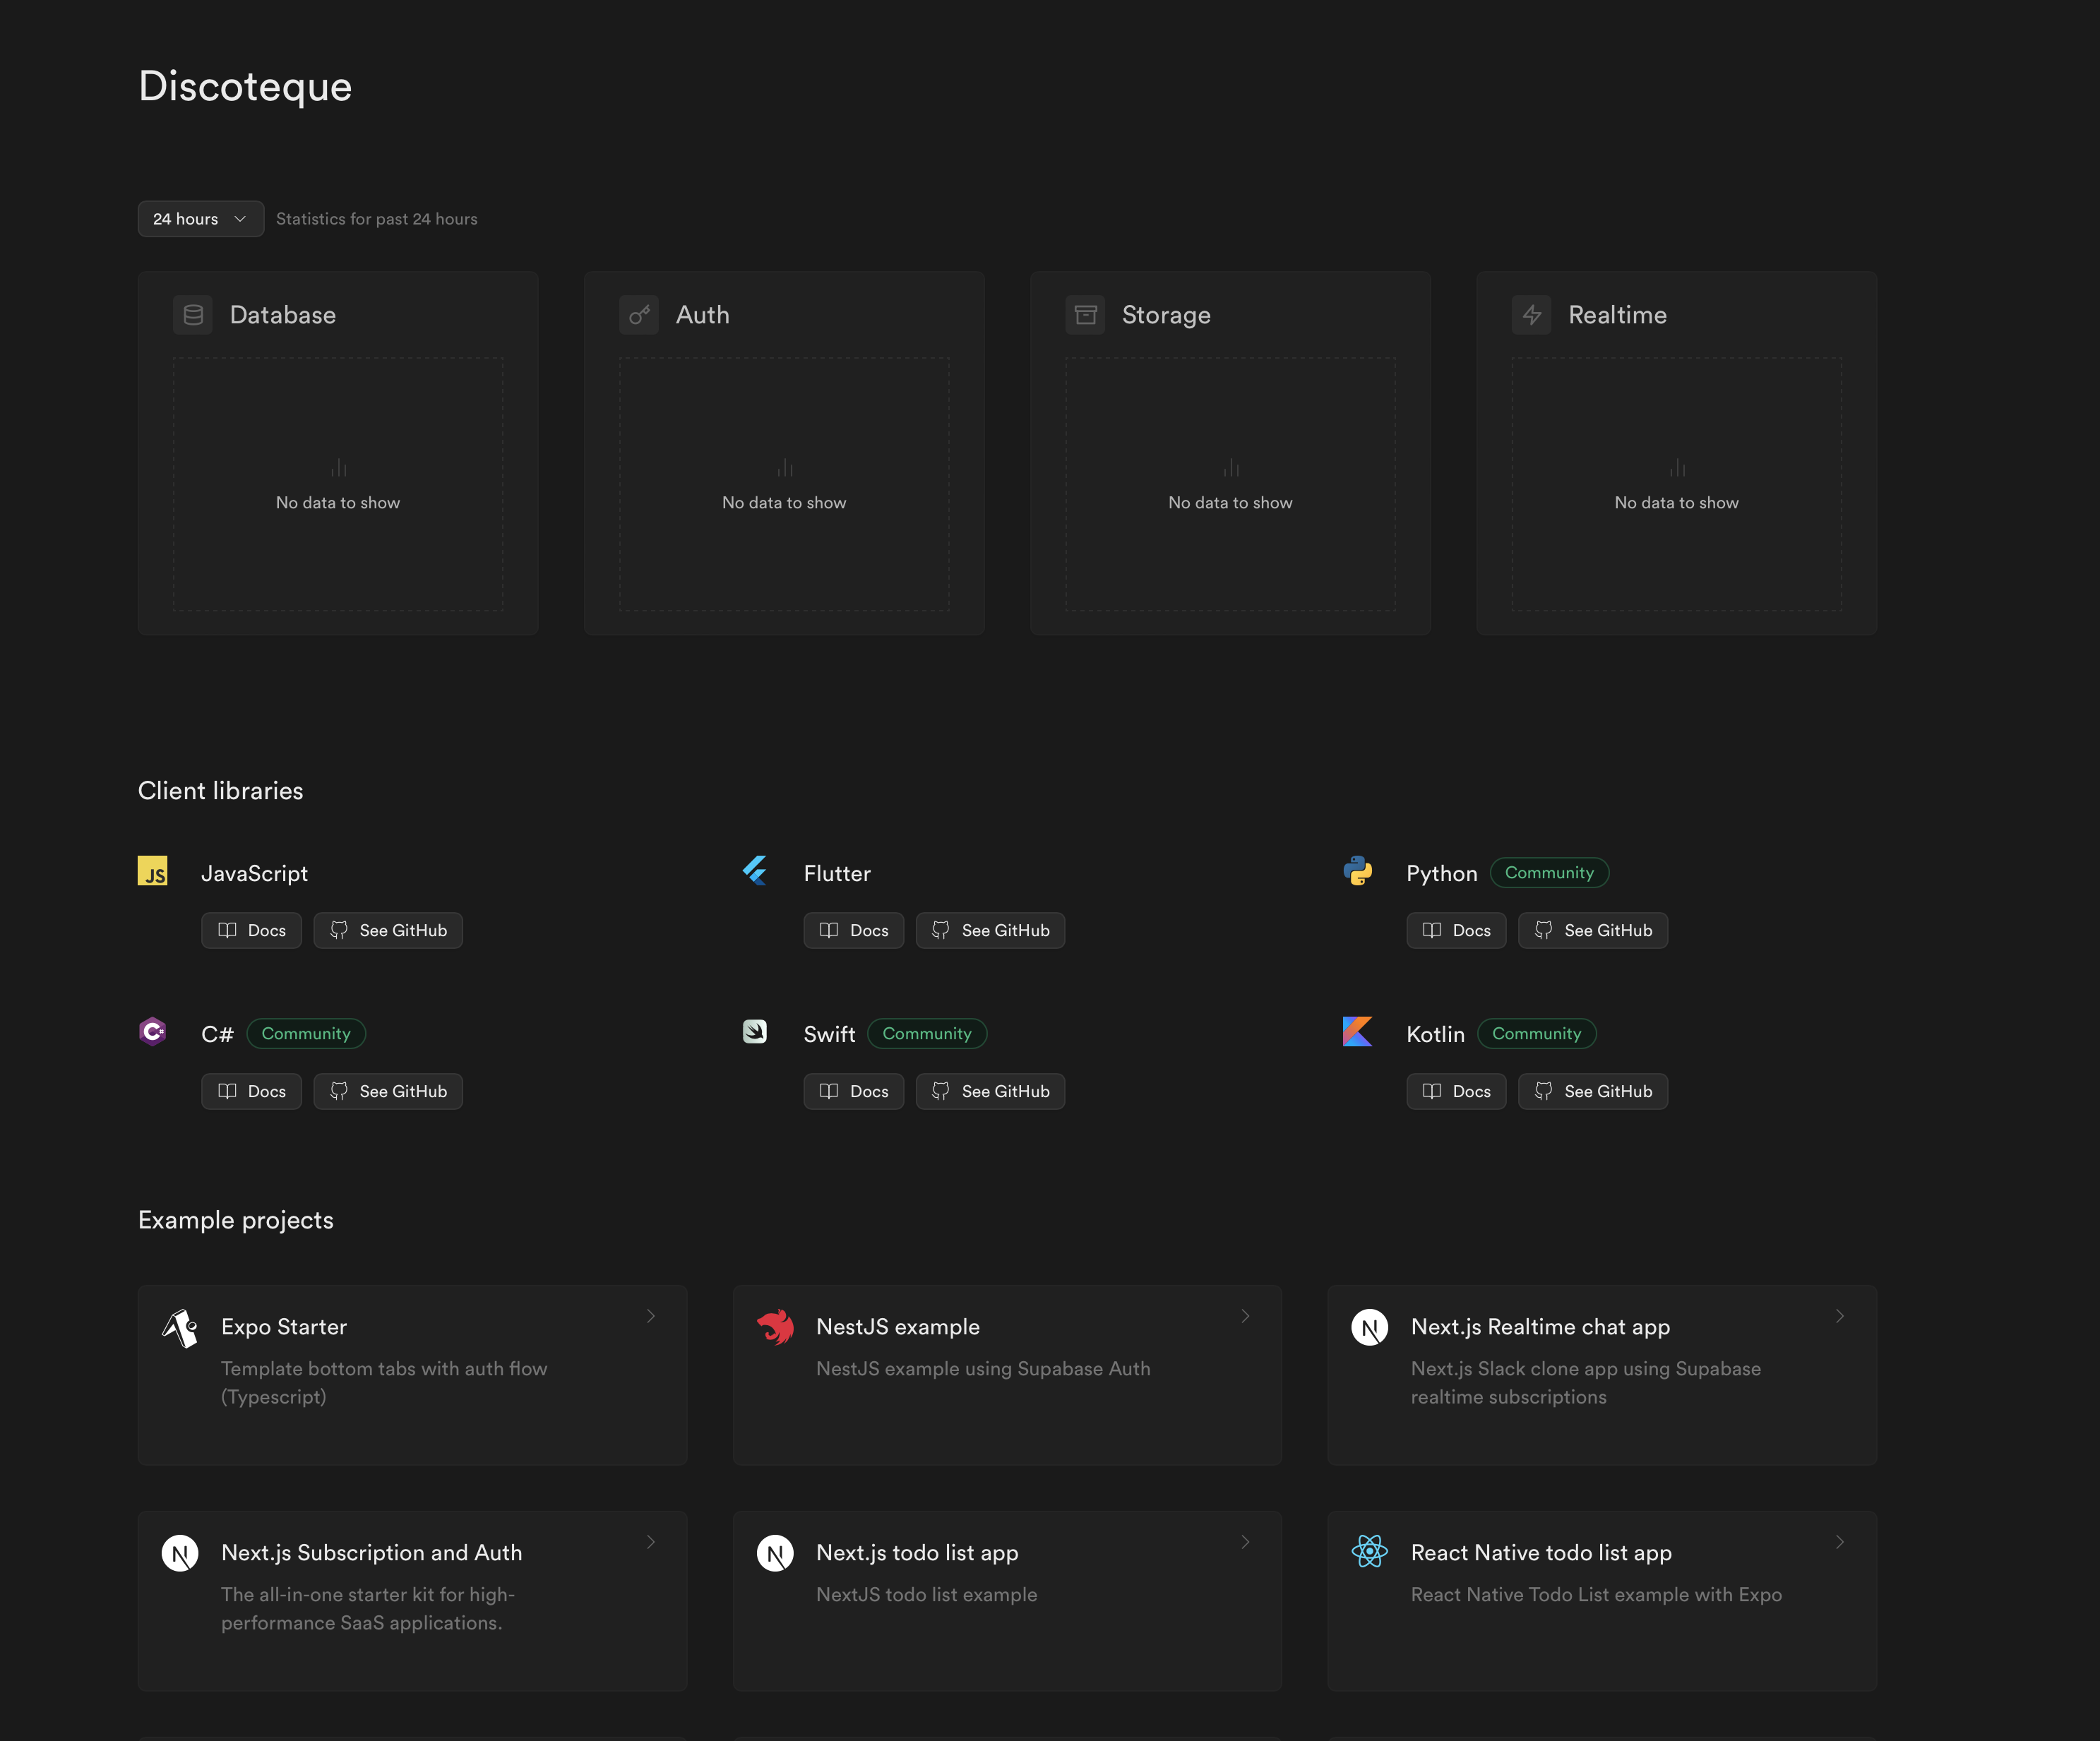 Discoteque
24 hours Statistics for past 24 hours
Database Auth Storage Realtime
No data to show No data to show No data to show No data to show
Client libraries
JS JavaScript Flutter Python Community
Docs See GitHub Docs See GitHub Docs See GitHub
C# Community Swift Community Kotlin Community
Docs See GitHub Docs See GitHub Docs See GitHub
Example projects
Expo Starter
Template bottom tabs with auth flow
(Typescript)
NestJS example
NestJS example using Supabase Auth
Next.js Realtime chat app
Next.js Slack clone app using Supabase
realtime subscriptions
Next.js Subscription and Auth
The all-in-one starter kit for high-
performance SaaS applications.
Next.js todo list app
NextJS todo list example
React Native todo list app
React Native Todo List example with Expo